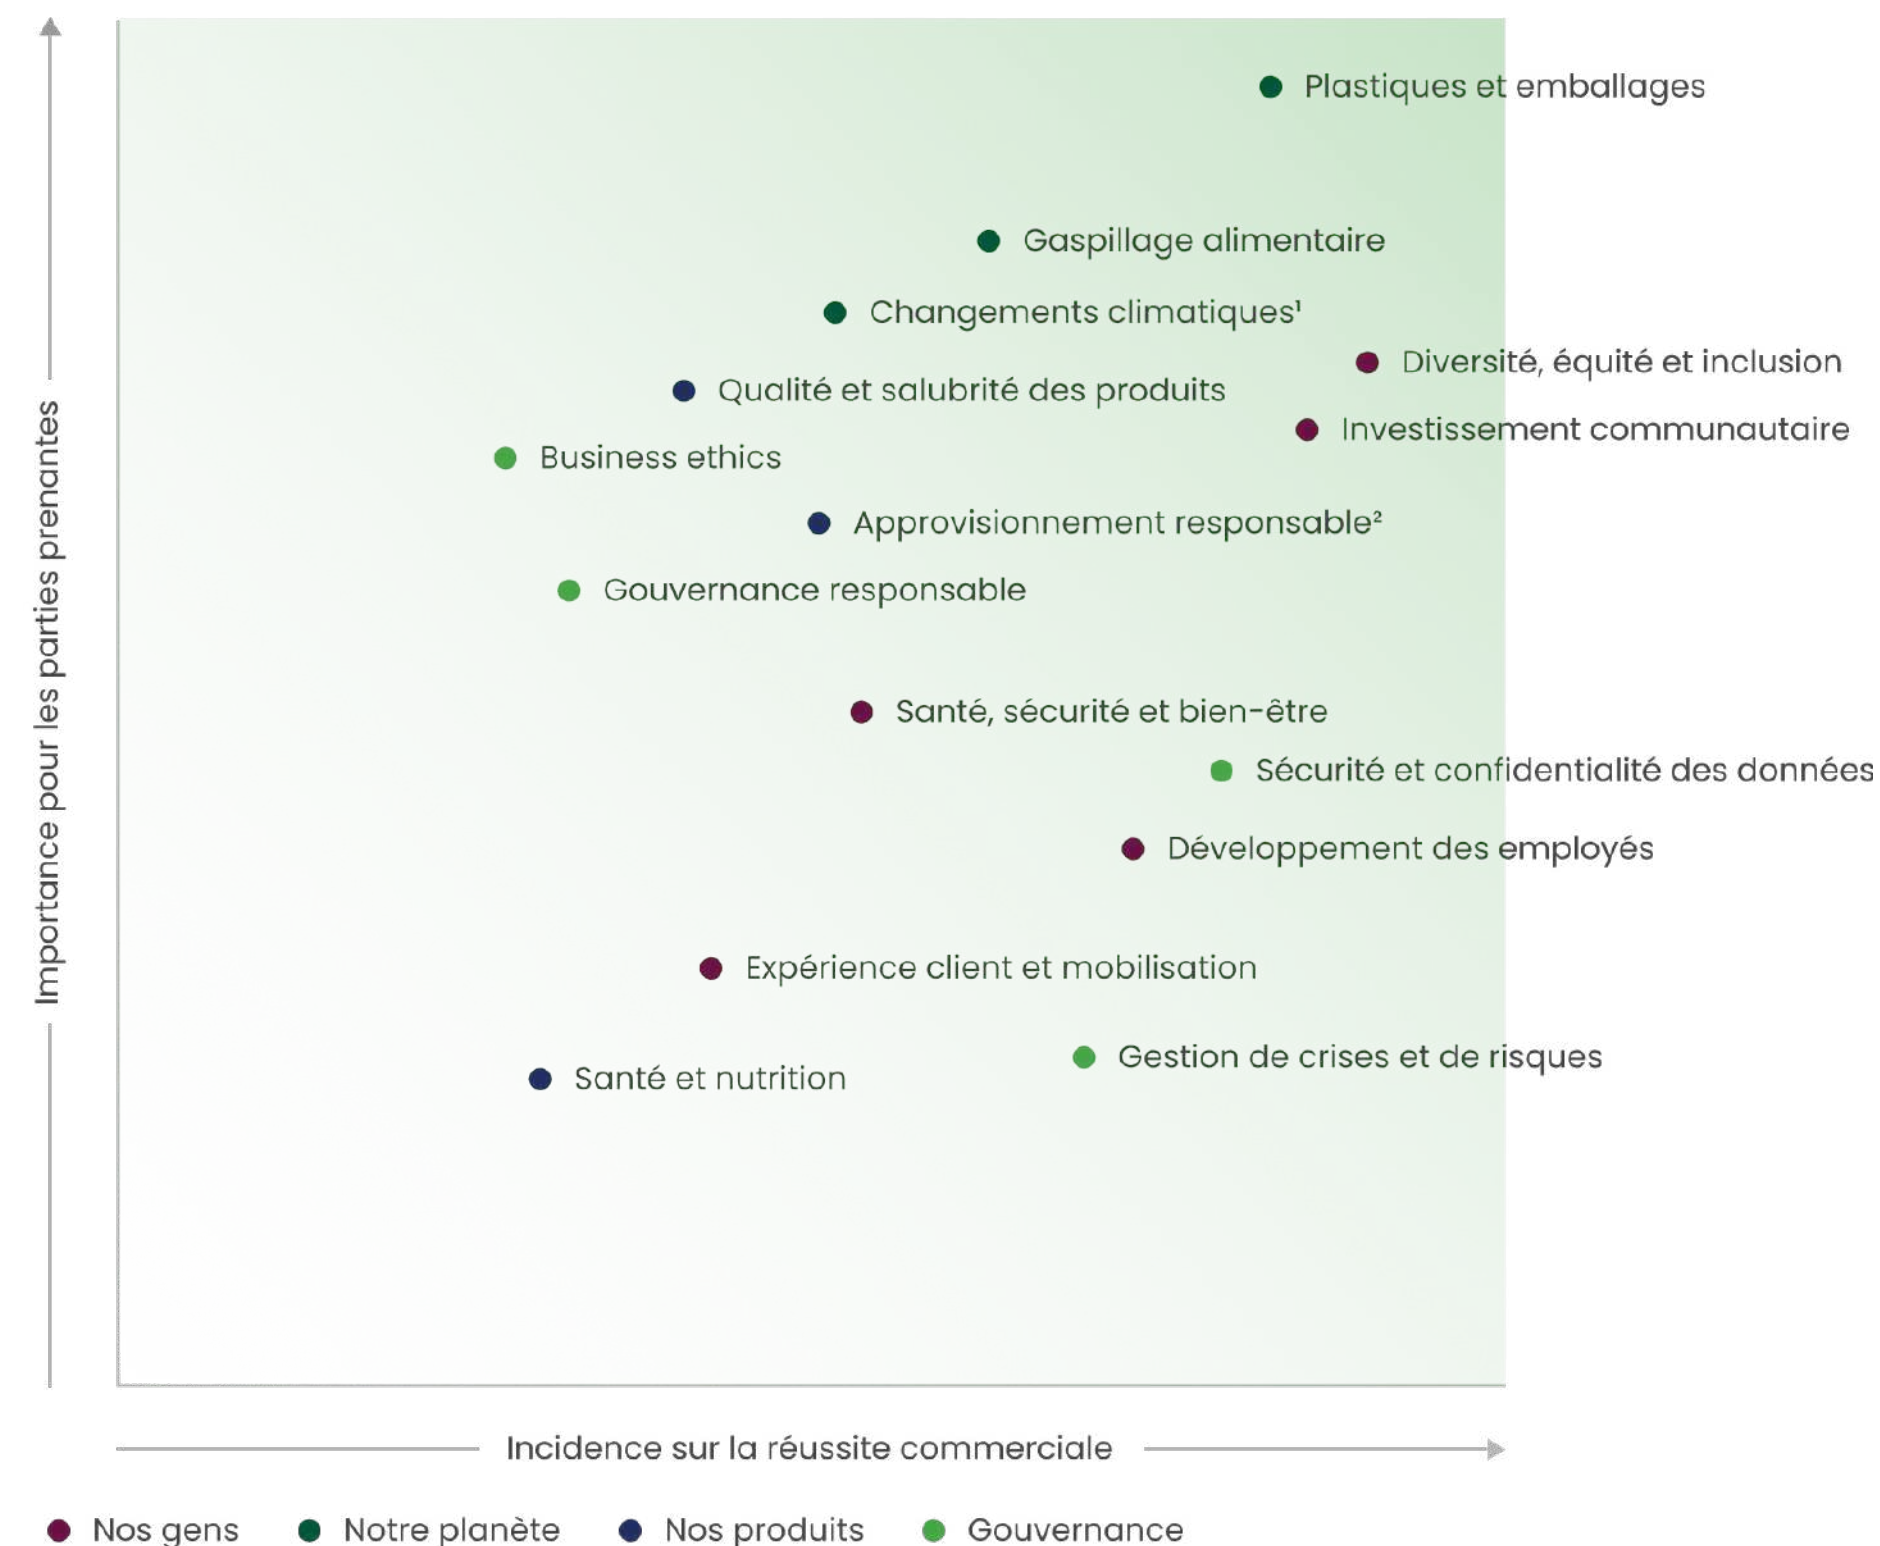 Plastiques et emballages
Gaspillage alimentaire
Changements climatiques¹
Diversité, équité et inclusion
Qualité et salubrité des produits
Investissement communautaire
Business ethics
Approvisionnement responsable²
Gouvernance responsable
Santé, sécurité et bien-être
Sécurité et confidentialité des données
Développement des employés
Expérience client et mobilisation
Gestion de crises et de risques
Santé et nutrition
Importance pour les parties prenantes
Incidence sur la réussite commerciale
Nos gens
Notre planète
Nos produits
Gouvernance